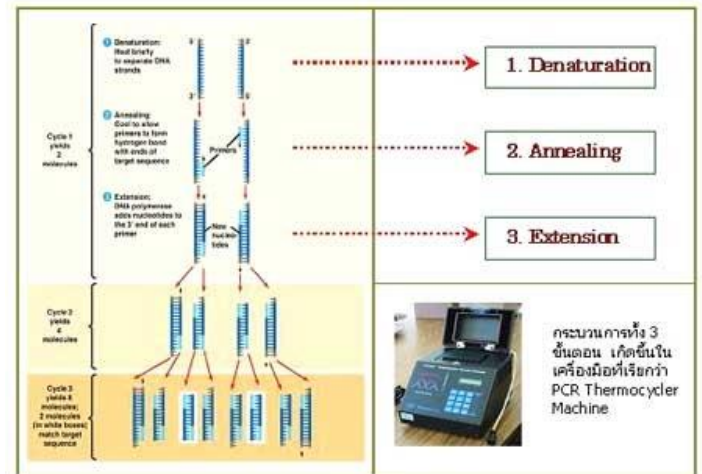 1 Denaturation:
Heat briefly
to separate DNA
strands
2 Annealing:
Cool to allow
primers to form
hydrogen bond
with ends of
target sequence
3 Extension:
DNA polymerase
adds nucleotides to
the 3' end of each
primer
Cycle 1
yields
2
molecules
Primers
New
nucleo-
tides
Cycle 2
yields
4
molecules
Cycle 3
yields 8
molecules;
2 molecules
(in white boxes)
match target
sequence
1. Denaturation
2. Annealing
3. Extension
กระบวนการทั้ง 3
ขั้นตอน เกิดขึ้นใน
เครื่องมือที่เรียกว่า
PCR Thermocycler
Machine